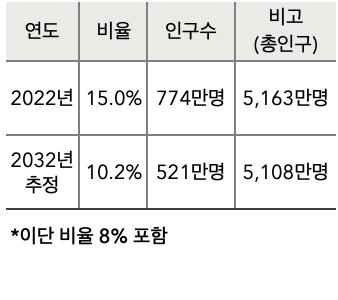 연도 비율 인구수 비고
(총인구)
2022년 15.0% 774만명 5,163만명
2032년
추정 10.2% 521만명 5,108만명
*이단 비율 8% 포함